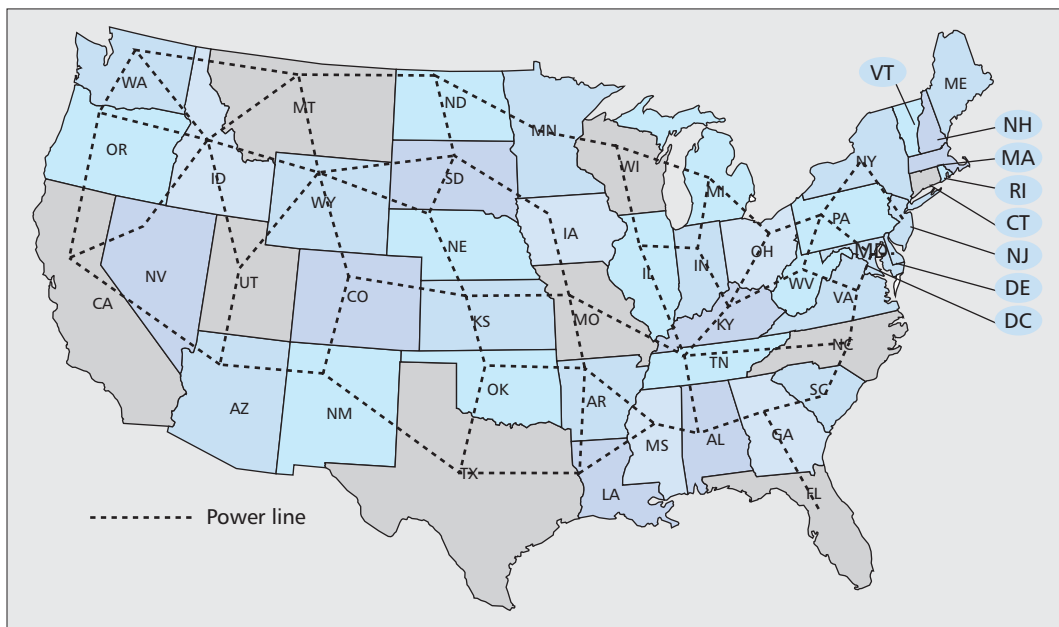 WA
MT
ND
MN
VT
ME
OR
ID
WY
SD
WI
MI
NY
NH
MA
RI
CT
NJ
DE
DC
NV
UT
CA
CO
NE
IA
IL
IN
OH
PA
MD
WV
VA
KS
MO
KY
NC
TN
AZ
NM
OK
AR
SC
TX
LA
MS
AL
GA
FL
Power line